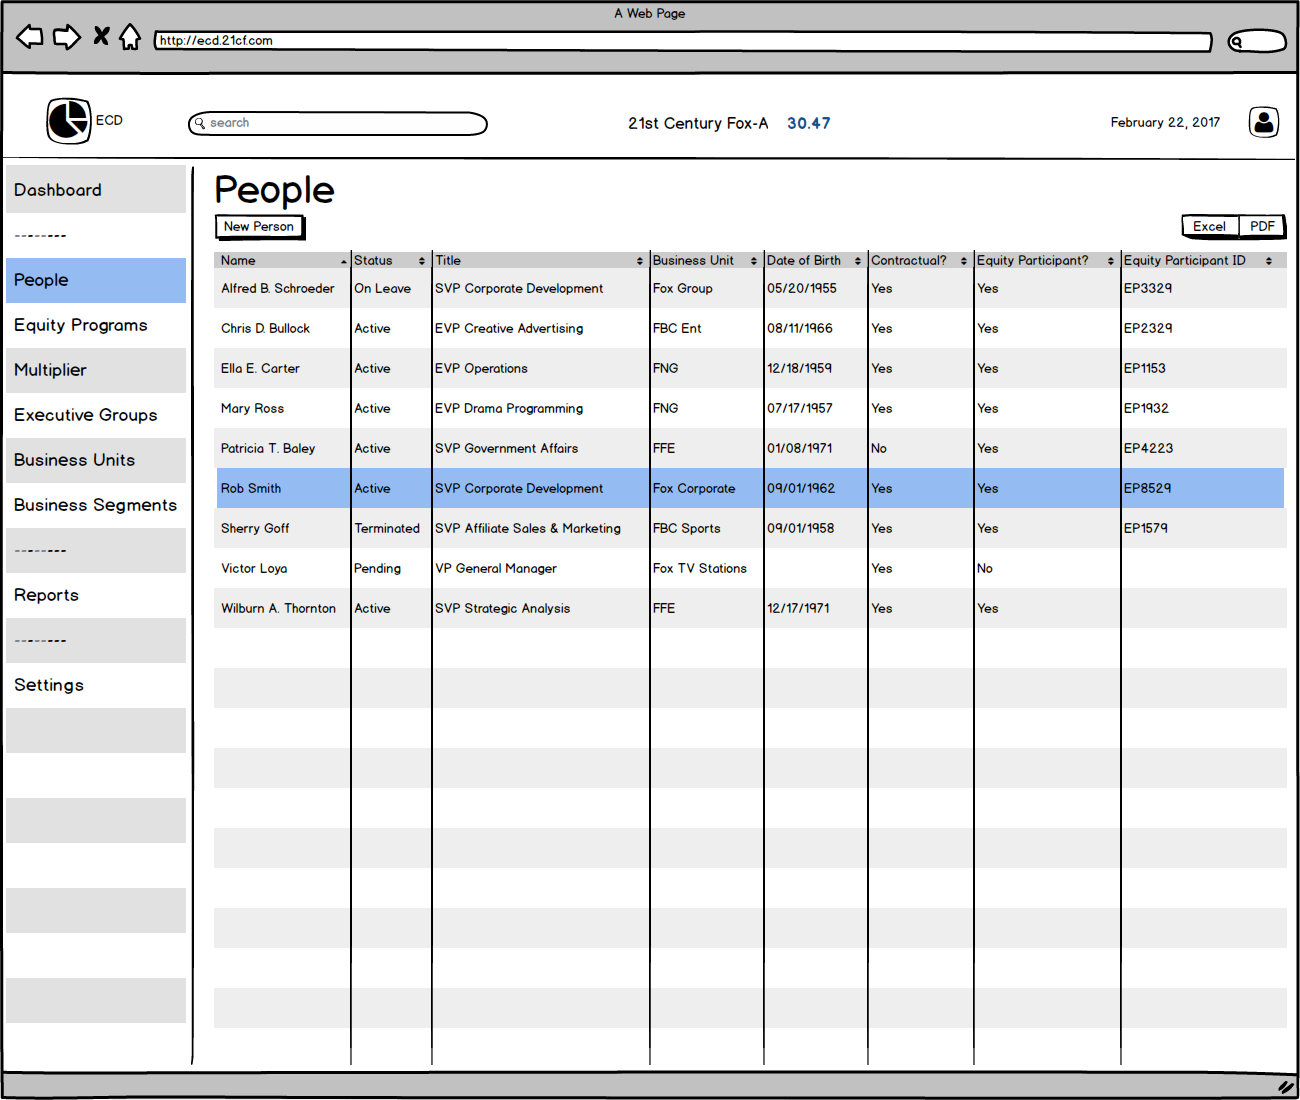 A Web Page
http://ecd.21cf.com
ECD
search
21st Century Fox-A 30.47
February 22, 2017
Dashboard
--------
People
Equity Programs
Multiplier
Executive Groups
Business Units
Business Segments
--------
Reports
--------
Settings
People
New Person
Excel PDF
Name Status Title Business Unit Date of Birth Contractual? Equity Participant? Equity Participant ID
Alfred B. Schroeder On Leave SVP Corporate Development Fox Group 05/20/1955 Yes Yes EP3329
Chris D. Bullock Active EVP Creative Advertising FBC Ent 08/11/1966 Yes Yes EP2329
Ella E. Carter Active EVP Operations FNG 12/18/1959 Yes Yes EP1153
Mary Ross Active EVP Drama Programming FNG 07/17/1957 Yes Yes EP1932
Patricia T. Baley Active SVP Government Affairs FFE 01/08/1971 No Yes EP4223
Rob Smith Active SVP Corporate Development Fox Corporate 09/01/1962 Yes Yes EP8529
Sherry Goff Terminated SVP Affiliate Sales & Marketing FBC Sports 09/01/1958 Yes Yes EP1579
Victor Loya Pending VP General Manager Fox TV Stations Yes No
Wilburn A. Thornton Active SVP Strategic Analysis FFE 12/17/1971 Yes Yes